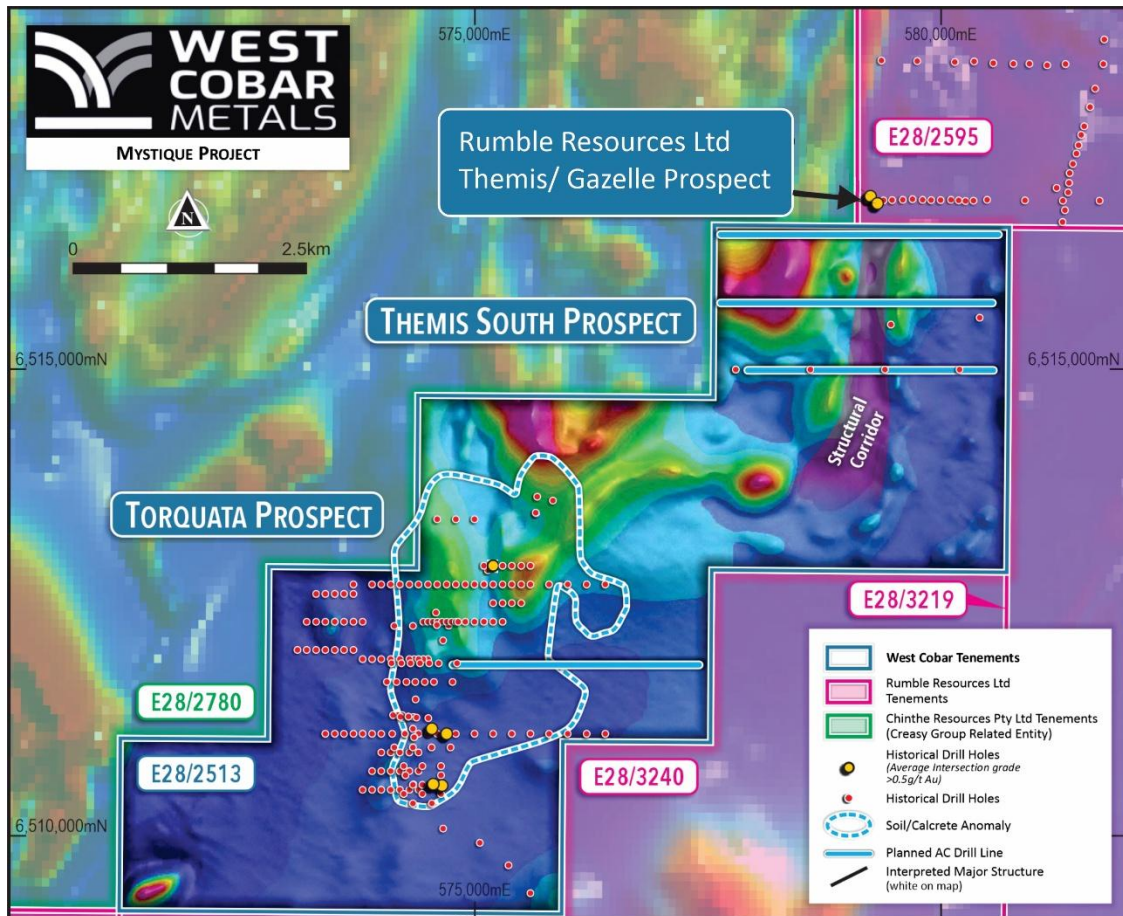 WEST
COBAR
METALS
MYSTIQUE PROJECT
N
0
2.5km
575,000mE
580,000mE
Rumble Resources Ltd
Themis/ Gazelle Prospect
E28/2595
THEMIS SOUTH PROSPECT
6,515,000mN
6,515,000mN
Structural
Corridor
TORQUATA PROSPECT
E28/3219
E28/2780
E28/2513
E28/3240
6,510,000mN
575,000mE
West Cobar Tenements
Rumble Resources Ltd
Tenements
Chinthe Resources Pty Ltd Tenements
(Creasy Group Related Entity)
Historical Drill Holes
(Average Intersection grade
>0.5g/t Au)
Historical Drill Holes
Soil/Calcrete Anomaly
Planned AC Drill Line
Interpreted Major Structure
(white on map)